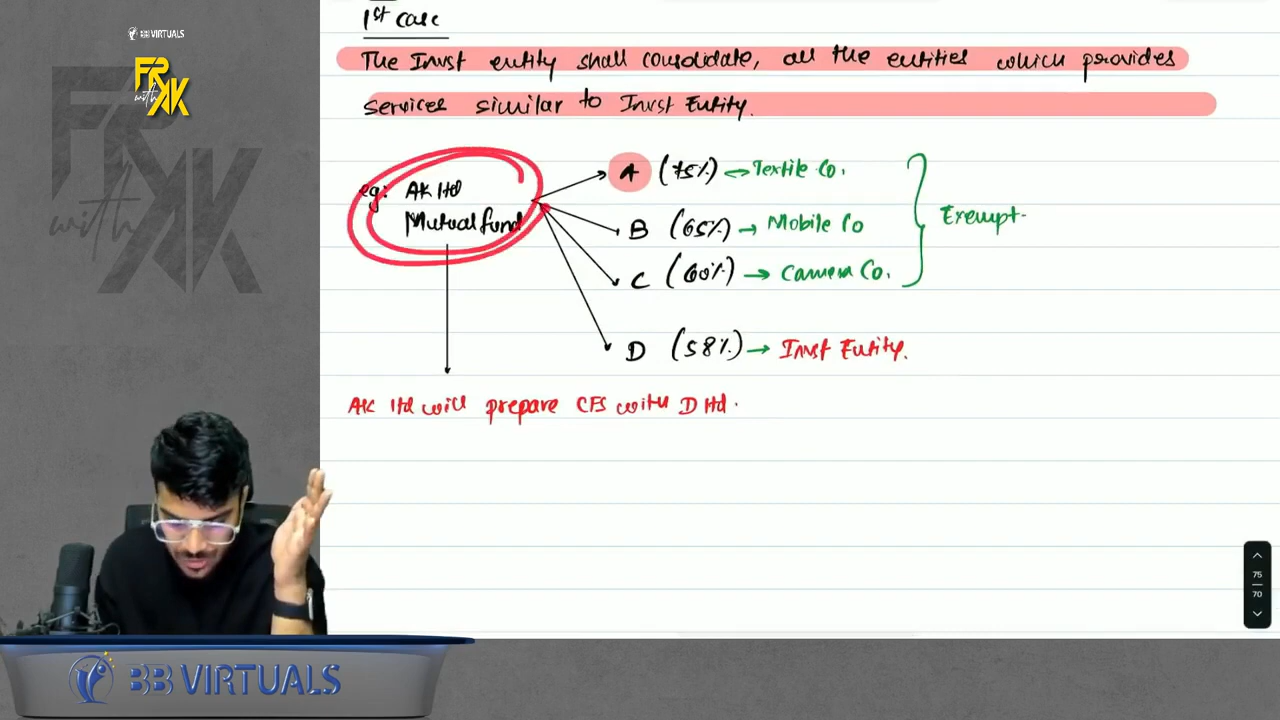 BB VIRTUALS
FR
with AK
1st case
The Invst entity shall consolidate, all the entities which provides
services similar to Invst Entity.
eg: AK ltd
Mutual fund
A (75%) ↔ Textile Co.
B (65%) → Mobile Co
C (60%) → Camera Co.
Exempt.
D (58%) → Invst Entity.
AK ltd will prepare CFS with D ltd.
75
70
BB VIRTUALS